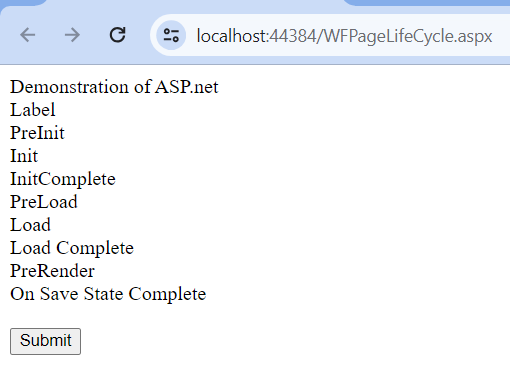 localhost:44384/WFPageLifeCycle.aspx
Demonstration of ASP.net
Label
PreInit
Init
InitComplete
PreLoad
Load
Load Complete
PreRender
On Save State Complete
Submit